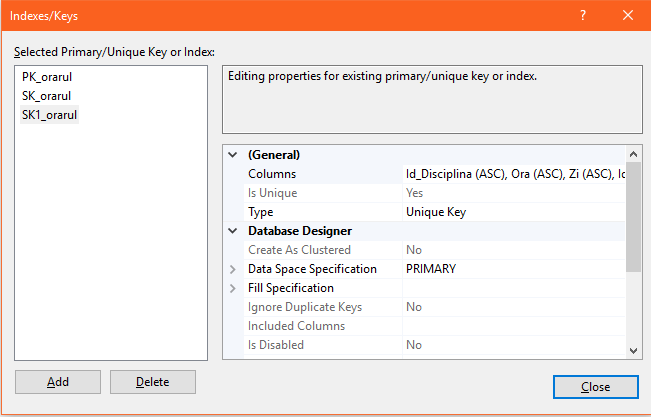 Indexes/Keys
Selected Primary/Unique Key or Index:
PK_orarul
SK_orarul
SK1_orarul
Editing properties for existing primary/unique key or index.
(General)
Columns Id_Disciplina (ASC), Ora (ASC), Zi (ASC), Ic
Is Unique Yes
Type Unique Key
Database Designer
Create As Clustered No
Data Space Specification PRIMARY
Fill Specification
Ignore Duplicate Keys No
Included Columns
Is Disabled No
Add Delete
Close